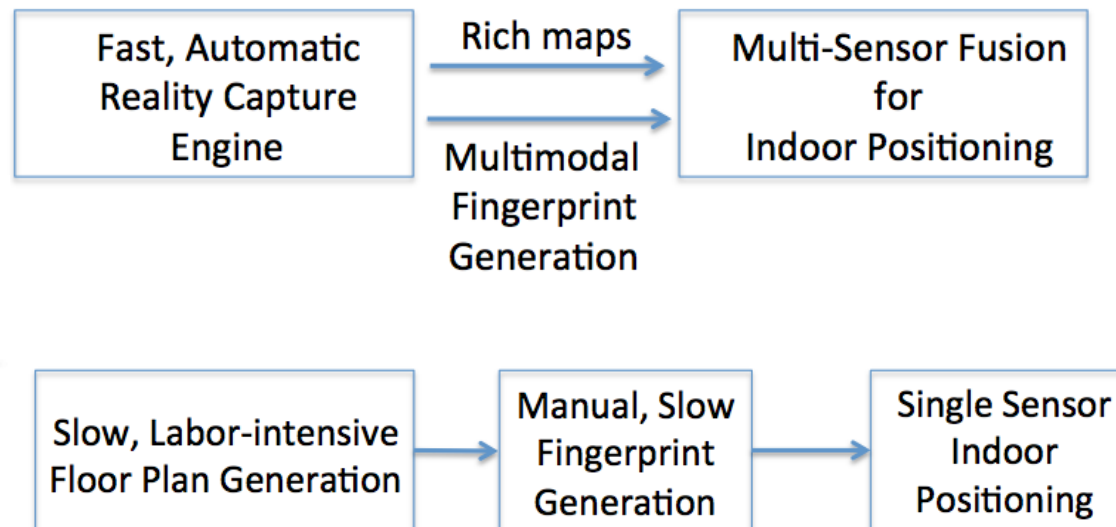 Fast, Automatic
Reality Capture
Engine
Rich maps
Multimodal
Fingerprint
Generation
Multi-Sensor Fusion
for
Indoor Positioning
Slow, Labor-intensive
Floor Plan Generation
Manual, Slow
Fingerprint
Generation
Single Sensor
Indoor
Positioning